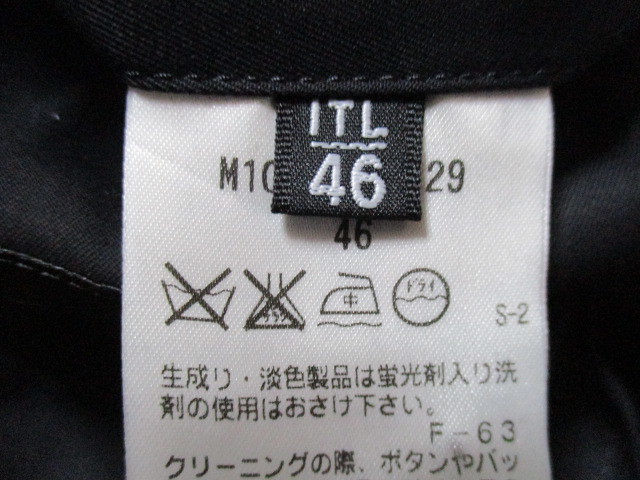 ITL
46
M10 29
46
中 ドライ
S-2
生成り・淡色製品は蛍光剤入り洗
剤の使用はおさけ下さい。
F-63
クリーニングの際、ボタンやバッ